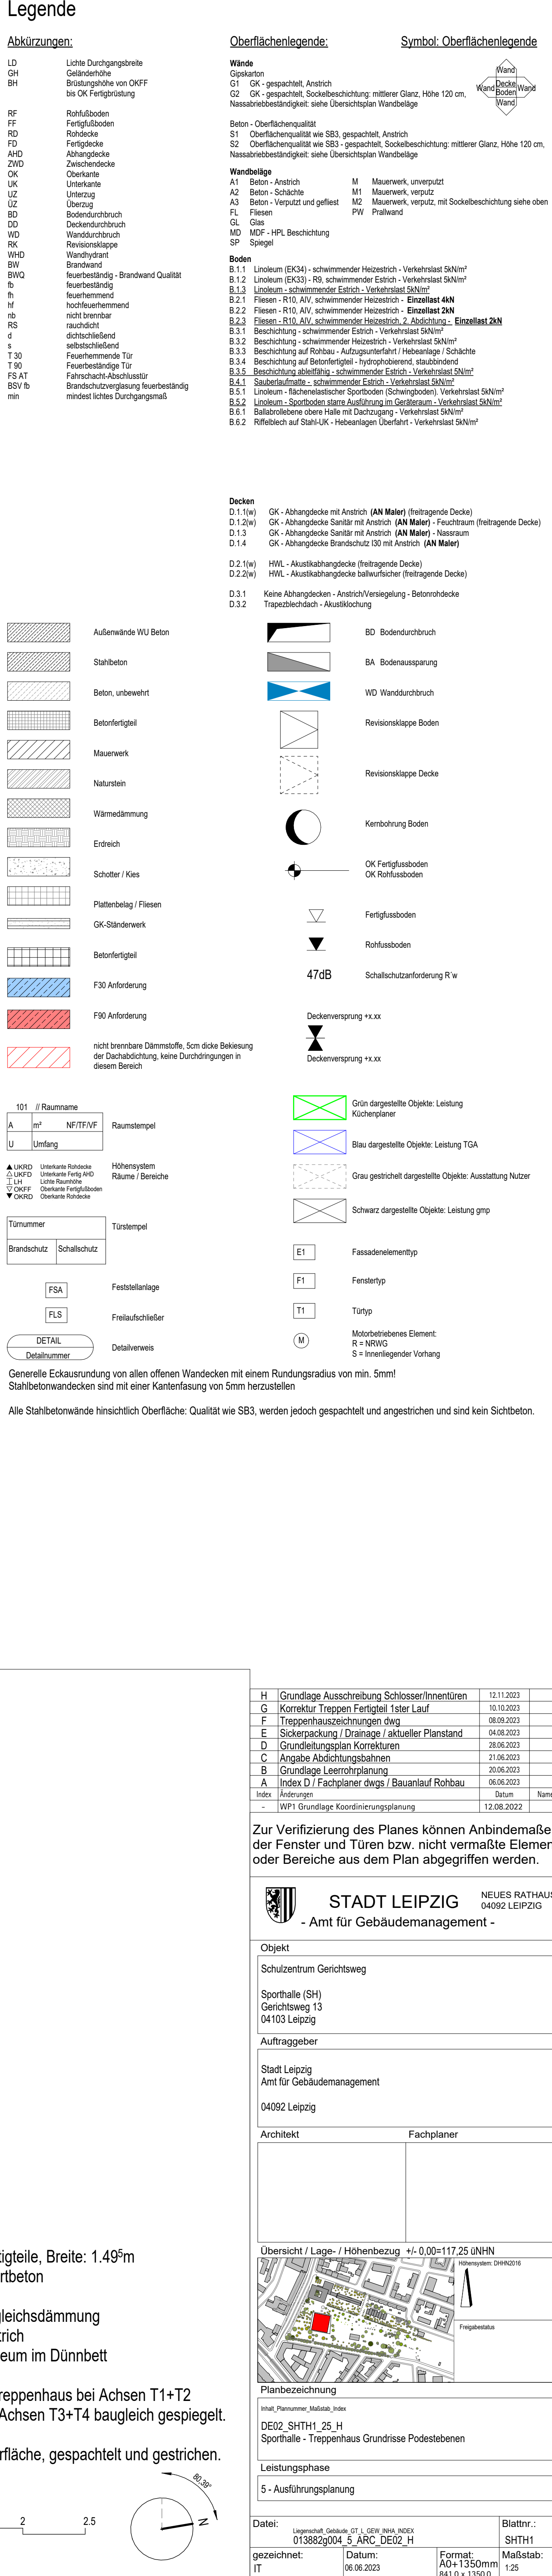 Legende
Abkürzungen:
LD Lichte Durchgangsbreite
GH Geländerhöhe
BH Brüstungshöhe von OKFF
bis OK Fertigbrüstung
RF Rohfußboden
FF Fertigfußboden
RD Rohdecke
FD Fertigdecke
AHD Abhangdecke
ZWD Zwischendecke
OK Oberkante
UK Unterkante
UZ Unterzug
ÜZ Überzug
BD Bodendurchbruch
DD Deckendurchbruch
WD Wanddurchbruch
RK Revisionsklappe
WHD Wandhydrant
BW Brandwand
BWQ feuerbeständig - Brandwand Qualität
fb feuerbeständig
fh feuerhemmend
hf hochfeuerhemmend
nb nicht brennbar
RS rauchdicht
d dichtschließend
s selbstschließend
T 30 Feuerhemmende Tür
T 90 Feuerbeständige Tür
FS AT Fahrschacht-Abschlusstür
BSV fb Brandschutzverglasung feuerbeständig
min mindest lichtes Durchgangsmaß
Oberflächenlegende:
Symbol: Oberflächenlegende
Wand
Wand Decke Wand
Boden
Wand
Wände
Gipskarton
G1 GK - gespachtelt, Anstrich
G2 GK - gespachtelt, Sockelbeschichtung: mittlerer Glanz, Höhe 120 cm,
Nassabriebbeständigkeit: siehe Übersichtsplan Wandbeläge
Beton - Oberflächenqualität
S1 Oberflächenqualität wie SB3, gespachtelt, Anstrich
S2 Oberflächenqualität wie SB3 - gespachtelt, Sockelbeschichtung: mittlerer Glanz, Höhe 120 cm,
Nassabriebbeständigkeit: siehe Übersichtsplan Wandbeläge
Wandbeläge
A1 Beton - Anstrich
A2 Beton - Schächte
A3 Beton - Verputzt und gefliest
FL Fliesen
GL Glas
MD MDF - HPL Beschichtung
SP Spiegel
M Mauerwerk, unverputzt
M1 Mauerwerk, verputz
M2 Mauerwerk, verputz, mit Sockelbeschichtung siehe oben
PW Prallwand
Boden
B.1.1 Linoleum (EK34) - schwimmender Heizestrich - Verkehrslast 5kN/m²
B.1.2 Linoleum (EK33) - R9, schwimmender Estrich - Verkehrslast 5kN/m²
B.1.3 Linoleum - schwimmender Estrich - Verkehrslast 5kN/m²
B.2.1 Fliesen - R10, AIV, schwimmender Heizestrich - Einzellast 4kN
B.2.2 Fliesen - R10, AIV, schwimmender Heizestrich - Einzellast 2kN
B.2.3 Fliesen - R10, AIV, schwimmender Heizestrich, 2. Abdichtung - Einzellast 2kN
B.3.1 Beschichtung - schwimmender Estrich - Verkehrslast 5kN/m²
B.3.2 Beschichtung - schwimmender Heizestrich - Verkehrslast 5kN/m²
B.3.3 Beschichtung auf Rohbau - Aufzugsunterfahrt / Hebeanlage / Schächte
B.3.4 Beschichtung auf Betonfertigteil - hydrophobierend, staubbindend
B.3.5 Beschichtung ableitfähig - schwimmender Estrich - Verkehrslast 5N/m²
B.4.1 Sauberlaufmatte - schwimmender Estrich - Verkehrslast 5kN/m²
B.5.1 Linoleum - flächenelastischer Sportboden (Schwingboden). Verkehrslast 5kN/m²
B.5.2 Linoleum - Sportboden starre Ausführung im Geräteraum - Verkehrslast 5kN/m²
B.6.1 Ballabrollebene obere Halle mit Dachzugang - Verkehrslast 5kN/m²
B.6.2 Riffelblech auf Stahl-UK - Hebeanlagen Überfahrt - Verkehrslast 5kN/m²
Decken
D.1.1(w) GK - Abhangdecke mit Anstrich (AN Maler) (freitragende Decke)
D.1.2(w) GK - Abhangdecke Sanitär mit Anstrich (AN Maler) - Feuchtraum (freitragende Decke)
D.1.3 GK - Abhangdecke Sanitär mit Anstrich (AN Maler) - Nassraum
D.1.4 GK - Abhangdecke Brandschutz I30 mit Anstrich (AN Maler)
D.2.1(w) HWL - Akustikabhangdecke (freitragende Decke)
D.2.2(w) HWL - Akustikabhangdecke ballwurfsicher (freitragende Decke)
D.3.1 Keine Abhangdecken - Anstrich/Versiegelung - Betonrohdecke
D.3.2 Trapezblechdach - Akustiklochung
Außenwände WU Beton
Stahlbeton
Beton, unbewehrt
Betonfertigteil
Mauerwerk
Naturstein
Wärmedämmung
Erdreich
Schotter / Kies
Plattenbelag / Fliesen
GK-Ständerwerk
Betonfertigteil
F30 Anforderung
F90 Anforderung
nicht brennbare Dämmstoffe, 5cm dicke Bekiesung
der Dachabdichtung, keine Durchdringungen in
diesem Bereich
BD Bodendurchbruch
BA Bodenaussparung
WD Wanddurchbruch
Revisionsklappe Boden
Revisionsklappe Decke
Kernbohrung Boden
OK Fertigfussboden
OK Rohfussboden
Fertigfussboden
Rohfussboden
47dB Schallschutzanforderung R´w
Deckenversprung +x.xx
Deckenversprung +x.xx
101 // Raumname
A m² NF/TF/VF
U Umfang
Raumstempel
UKRD Unterkante Rohdecke
UKFD Unterkante Fertig AHD
LH Lichte Raumhöhe
OKFF Oberkante Fertigfußboden
OKRD Oberkante Rohdecke
Höhensystem
Räume / Bereiche
Türnummer
Brandschutz Schallschutz
Türstempel
FSA Feststellanlage
FLS Freilaufschließer
DETAIL
Detailnummer
Detailverweis
Grün dargestellte Objekte: Leistung
Küchenplaner
Blau dargestellte Objekte: Leistung TGA
Grau gestrichelt dargestellte Objekte: Ausstattung Nutzer
Schwarz dargestellte Objekte: Leistung gmp
E1 Fassadenelementtyp
F1 Fenstertyp
T1 Türtyp
M
Motorbetriebenes Element:
R = NRWG
S = Innenliegender Vorhang
Generelle Eckausrundung von allen offenen Wandecken mit einem Rundungsradius von min. 5mm!
Stahlbetonwandecken sind mit einer Kantenfasung von 5mm herzustellen
Alle Stahlbetonwände hinsichtlich Oberfläche: Qualität wie SB3, werden jedoch gespachtelt und angestrichen und sind kein Sichtbeton.
H Grundlage Ausschreibung Schlosser/Innentüren 12.11.2023
G Korrektur Treppen Fertigteil 1ster Lauf 10.10.2023
F Treppenhauszeichnungen dwg 08.09.2023
E Sickerpackung / Drainage / aktueller Planstand 04.08.2023
D Grundleitungsplan Korrekturen 28.06.2023
C Angabe Abdichtungsbahnen 21.06.2023
B Grundlage Leerrohrplanung 20.06.2023
A Index D / Fachplaner dwgs / Bauanlauf Rohbau 06.06.2023
Index Änderungen Datum Name
- WP1 Grundlage Koordinierungsplanung 12.08.2022
Zur Verifizierung des Planes können Anbindemaße
der Fenster und Türen bzw. nicht vermaßte Elemen
oder Bereiche aus dem Plan abgegriffen werden.
STADT LEIPZIG
- Amt für Gebäudemanagement -
NEUES RATHAUS
04092 LEIPZIG
Objekt
Schulzentrum Gerichtsweg
Sporthalle (SH)
Gerichtsweg 13
04103 Leipzig
Auftraggeber
Stadt Leipzig
Amt für Gebäudemanagement
04092 Leipzig
Architekt Fachplaner
Übersicht / Lage- / Höhenbezug +/- 0,00=117,25 üNHN
Höhensystem: DHHN2016
Freigabestatus
Planbezeichnung
Inhalt_Plannummer_Maßstab_Index
DE02_SHTH1_25_H
Sporthalle - Treppenhaus Grundrisse Podestebenen
Leistungsphase
5 - Ausführungsplanung
Datei: Blattnr.:
Liegenschaft_Gebäude_GT_L_GEW_INHA_INDEX
013882g004_5_ARC_DE02_H SHTH1
gezeichnet: Datum: Format: Maßstab:
IT 06.06.2023 A0+1350mm 1:25
841,0 x 1350,0
tigteile, Breite: 1.49⁵m
rtbeton
gleichsdämmung
trich
leum im Dünnbett
reppenhaus bei Achsen T1+T2
Achsen T3+T4 baugleich gespiegelt.
rfläche, gespachtelt und gestrichen.
2 2.5
80.39°
N